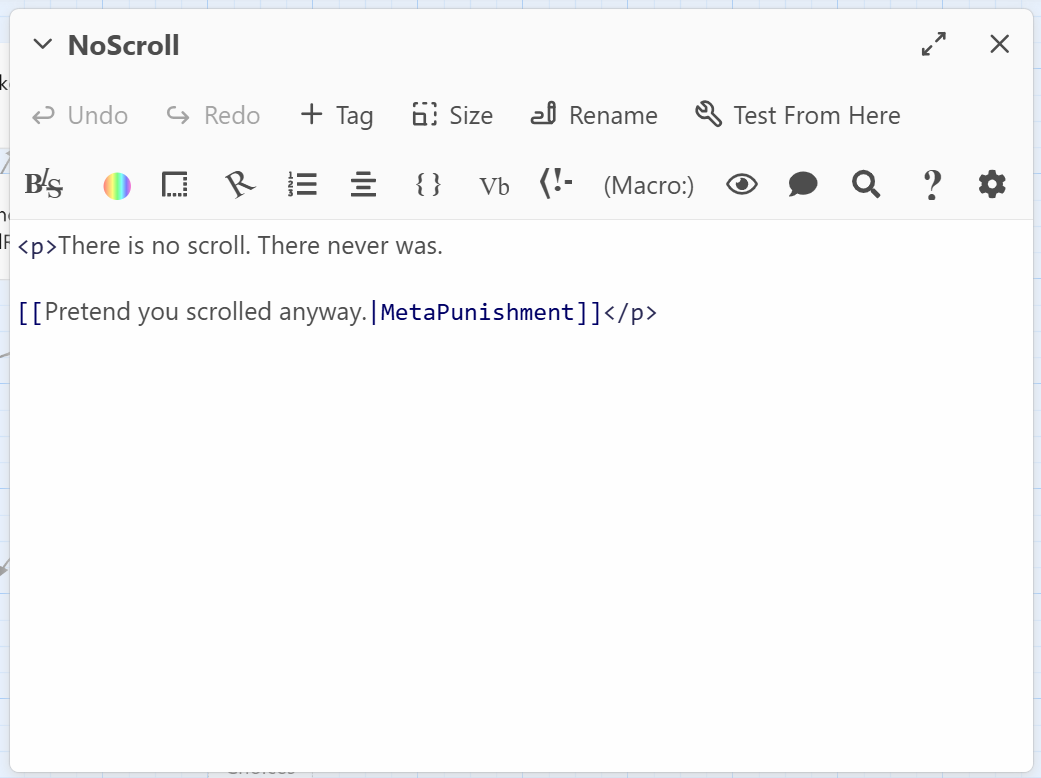 NoScroll
Undo Redo + Tag Size Rename Test From Here
BIS { } Vb (Macro:) ?
<p>There is no scroll. There never was.
[[Pretend you scrolled anyway.|MetaPunishment]]</p>